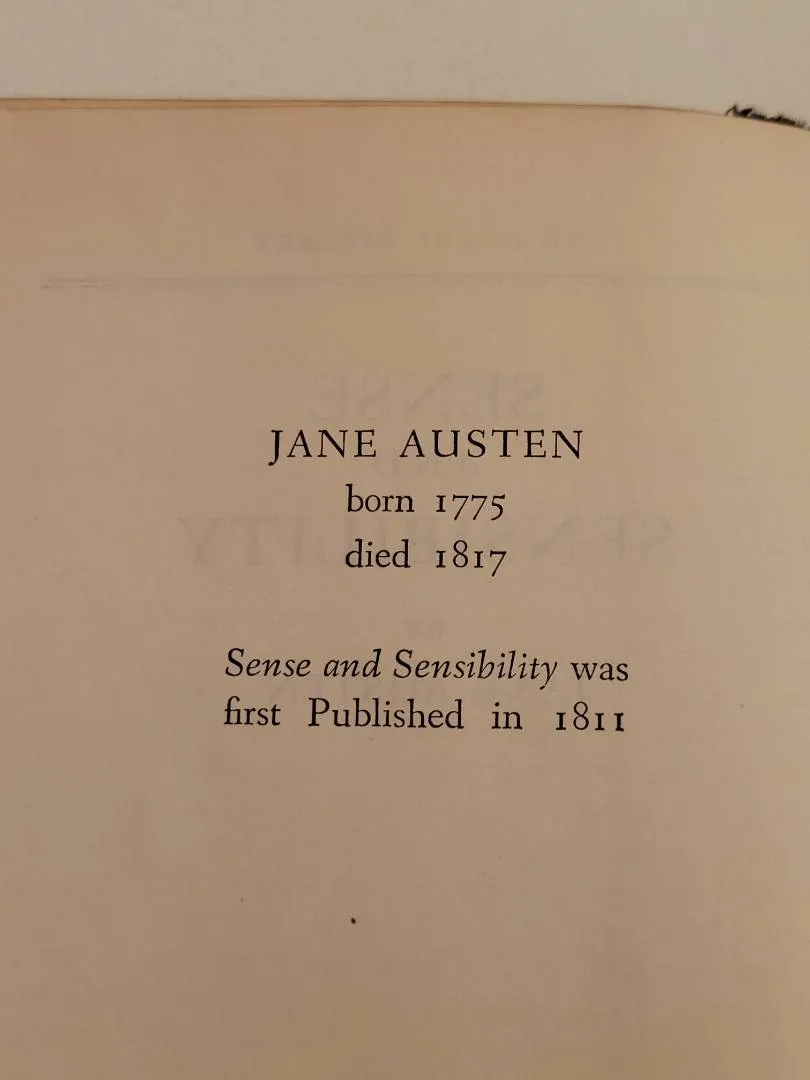 JANE AUSTEN
born 1775
died 1817
Sense and Sensibility was
first Published in 1811